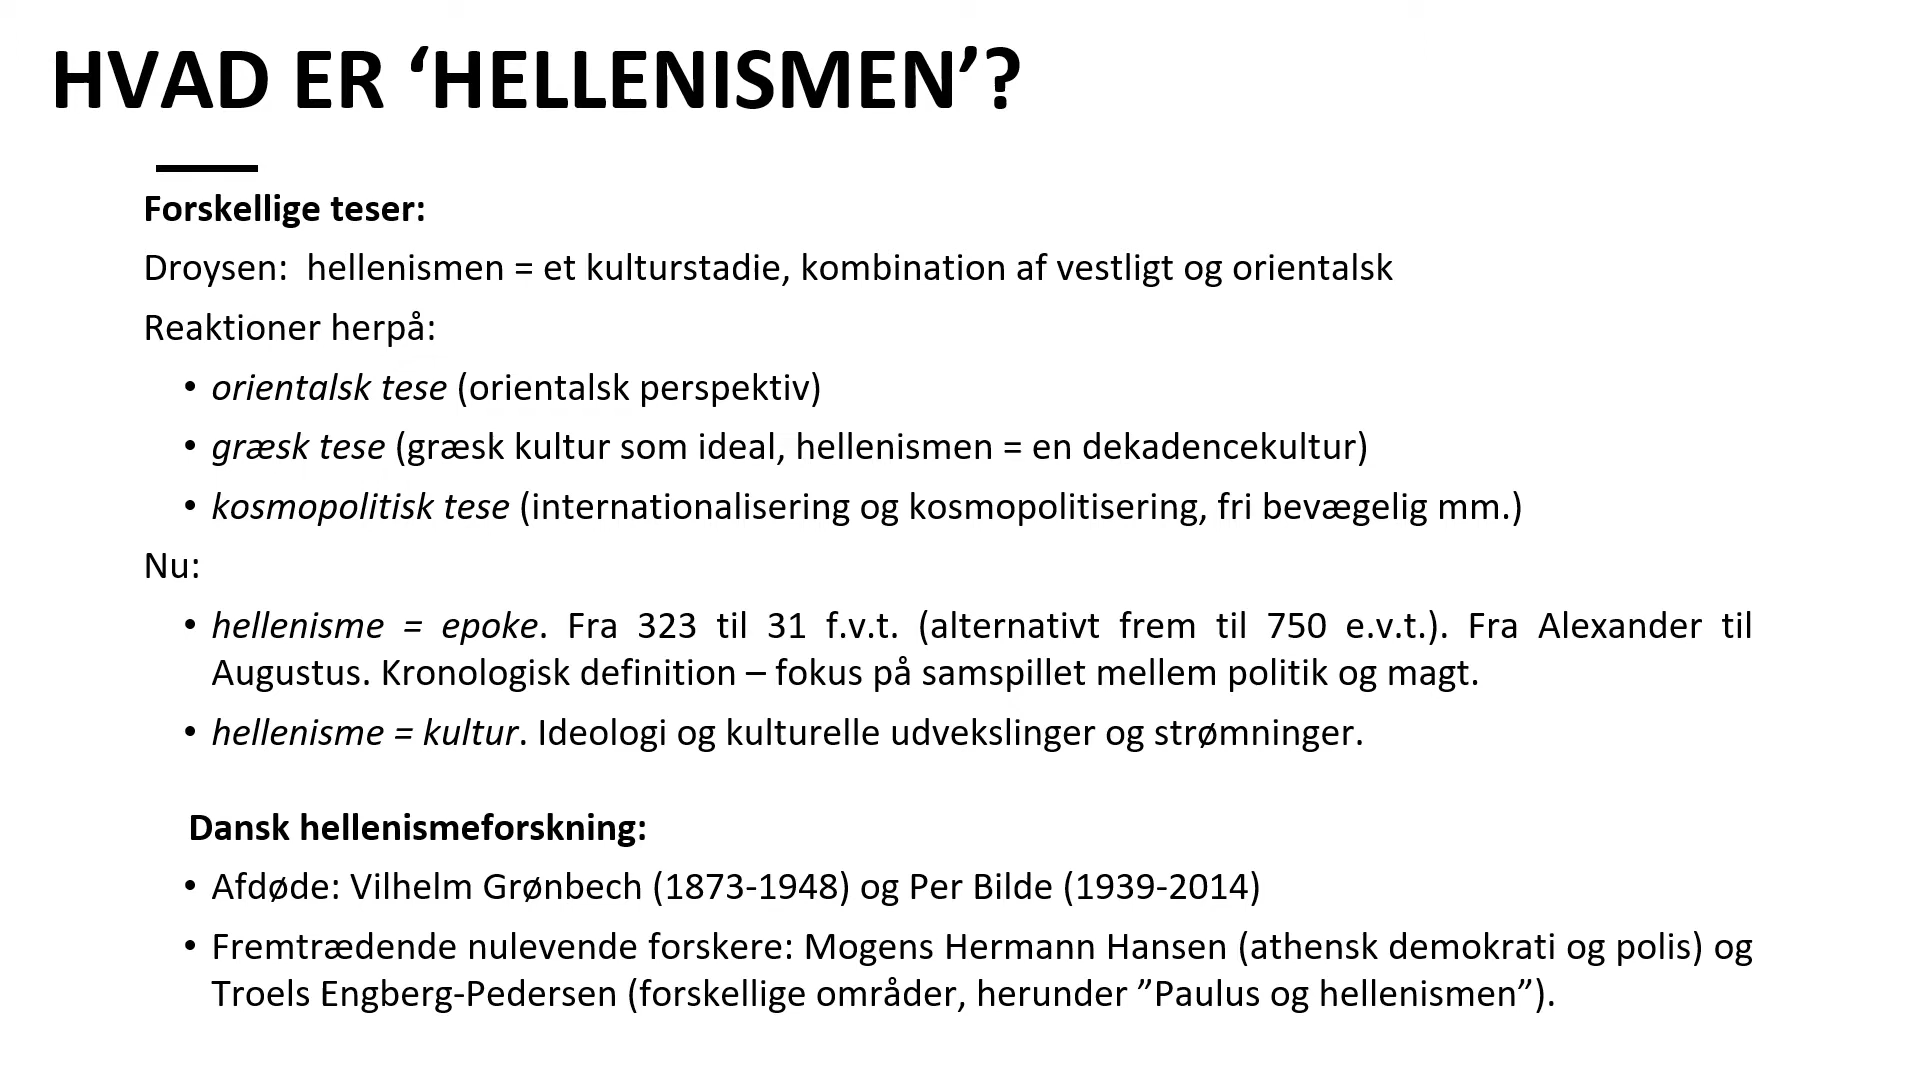 HVAD ER ‘HELLENISMEN’?
Forskellige teser:
Droysen:  hellenismen = et kulturstadie, kombination af vestligt og orientalsk
Reaktioner herpå:
• orientalsk tese (orientalsk perspektiv)
• græsk tese (græsk kultur som ideal, hellenismen = en dekadencekultur)
• kosmopolitisk tese (internationalisering og kosmopolitisering, fri bevægelig mm.)
Nu:
• hellenisme = epoke. Fra 323 til 31 f.v.t. (alternativt frem til 750 e.v.t.). Fra Alexander til
Augustus. Kronologisk definition – fokus på samspillet mellem politik og magt.
• hellenisme = kultur. Ideologi og kulturelle udvekslinger og strømninger.
Dansk hellenismeforskning:
• Afdøde: Vilhelm Grønbech (1873-1948) og Per Bilde (1939-2014)
• Fremtrædende nulevende forskere: Mogens Hermann Hansen (athensk demokrati og polis) og
Troels Engberg-Pedersen (forskellige områder, herunder ”Paulus og hellenismen”).